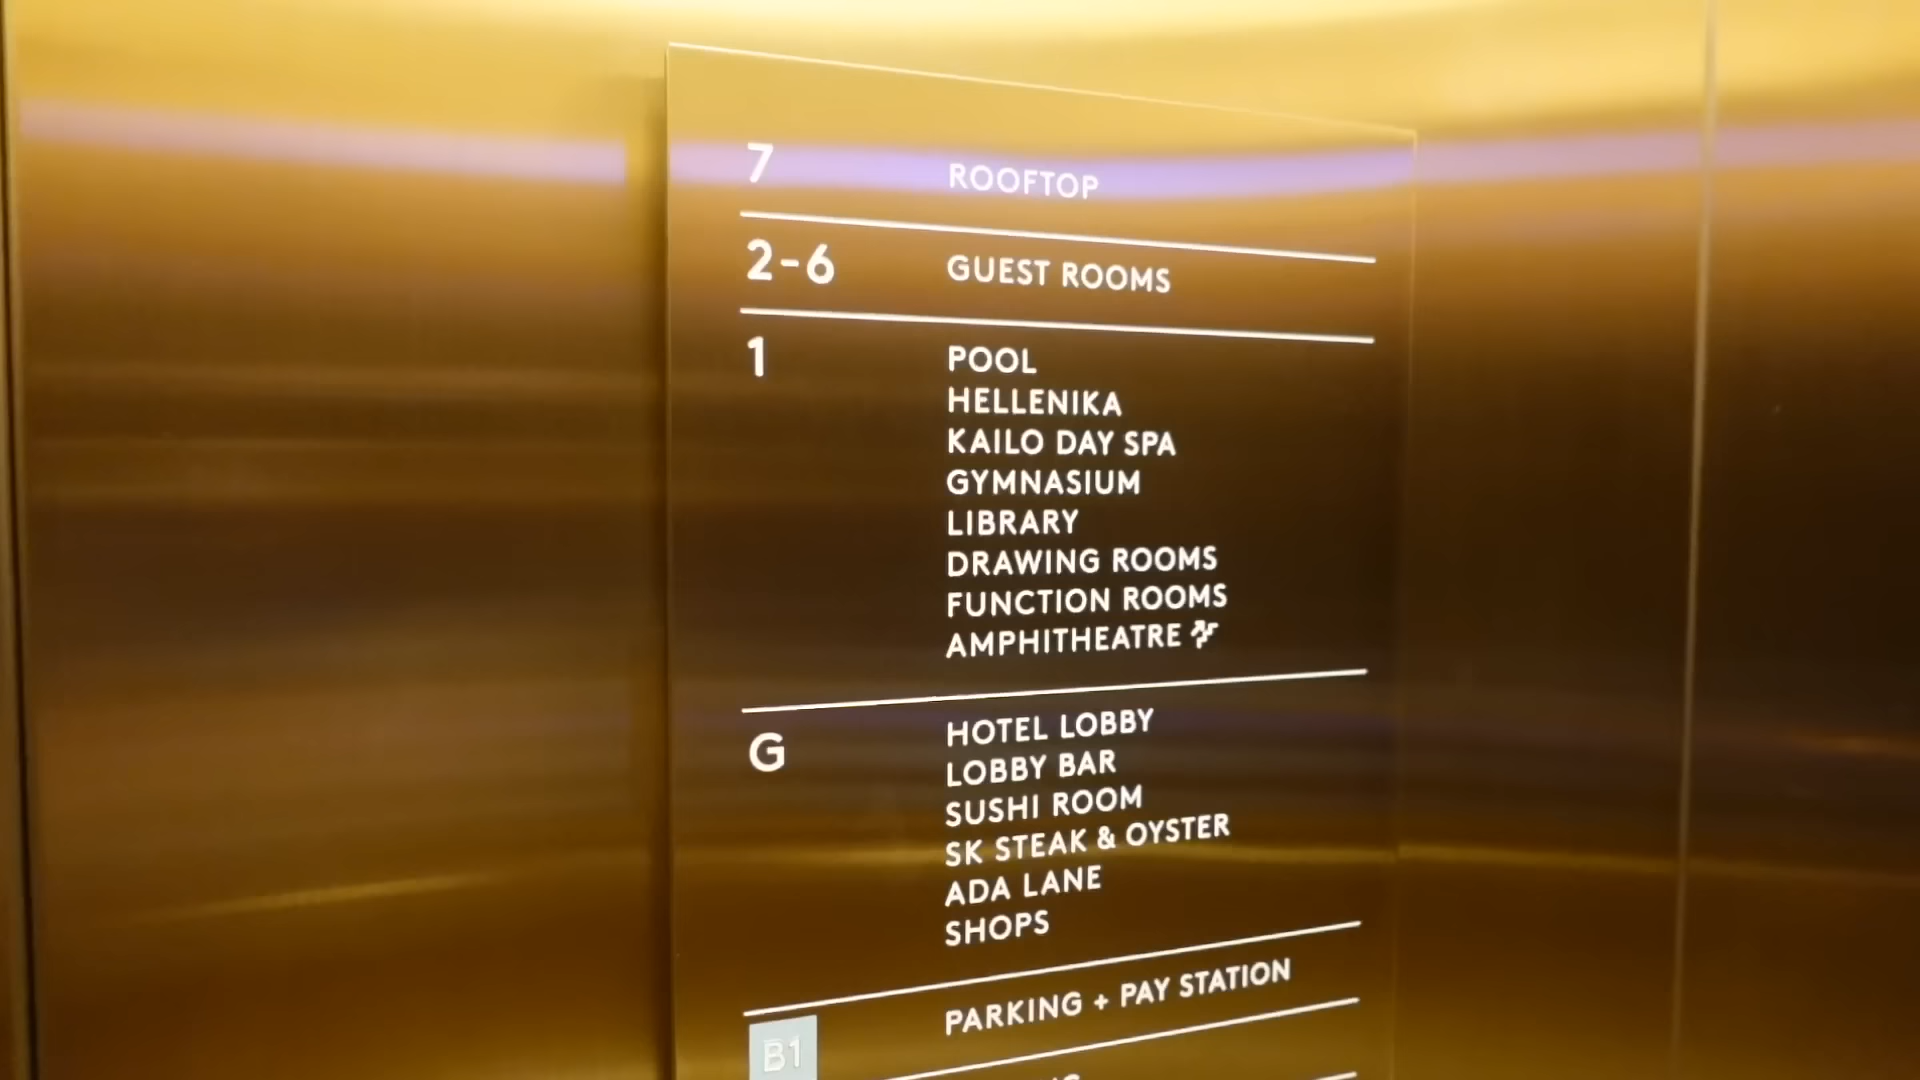 7 ROOFTOP
2-6 GUEST ROOMS
1 POOL
HELLENIKA
KAILO DAY SPA
GYMNASIUM
LIBRARY
DRAWING ROOMS
FUNCTION ROOMS
AMPHITHEATRE
G HOTEL LOBBY
LOBBY BAR
SUSHI ROOM
SK STEAK & OYSTER
ADA LANE
SHOPS
B1 PARKING + PAY STATION